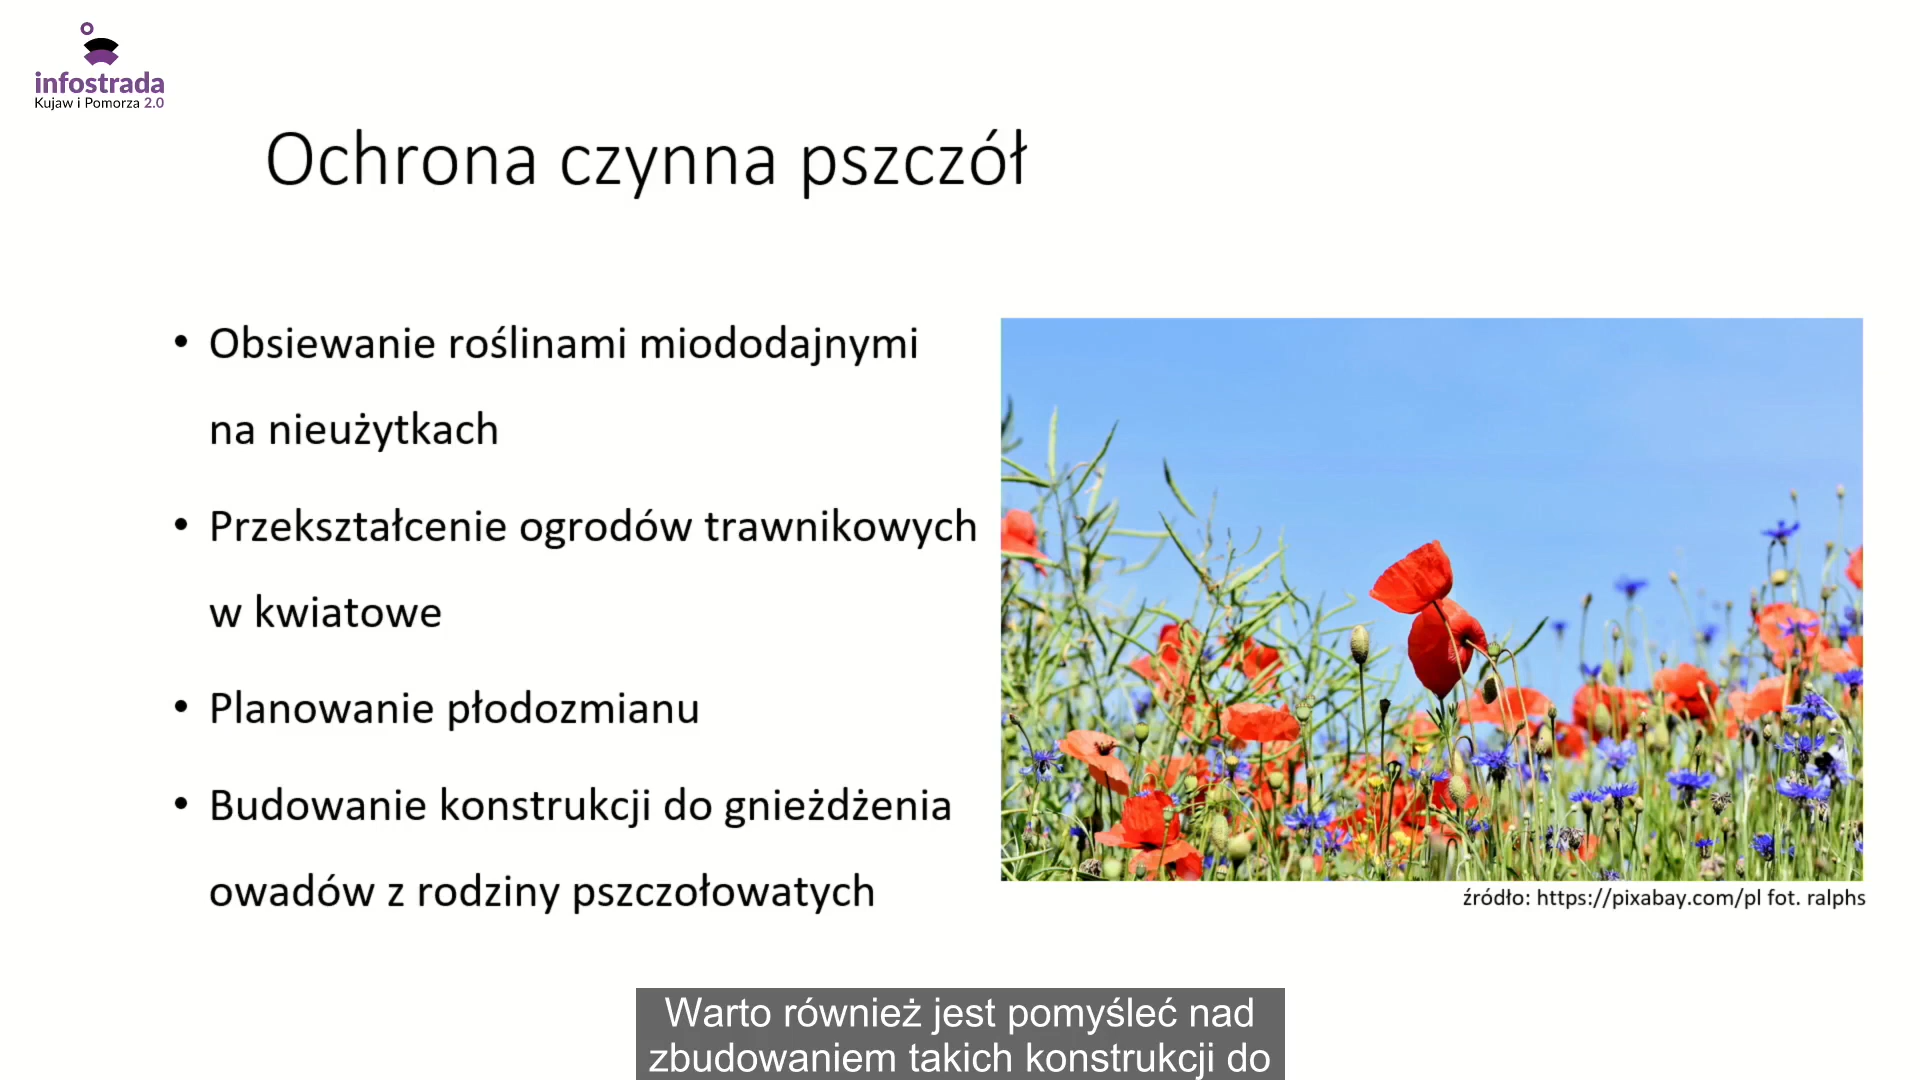 infostrada
Kujaw i Pomorza 2.0
Ochrona czynna pszczół
• Obsiewanie roślinami miododajnymi
na nieużytkach
• Przekształcenie ogrodów trawnikowych
w kwiatowe
• Planowanie płodozmianu
• Budowanie konstrukcji do gnieżdżenia
owadów z rodziny pszczołowatych
źródło: https://pixabay.com/pl fot. ralphs
Warto również jest pomyśleć nad
zbudowaniem takich konstrukcji do